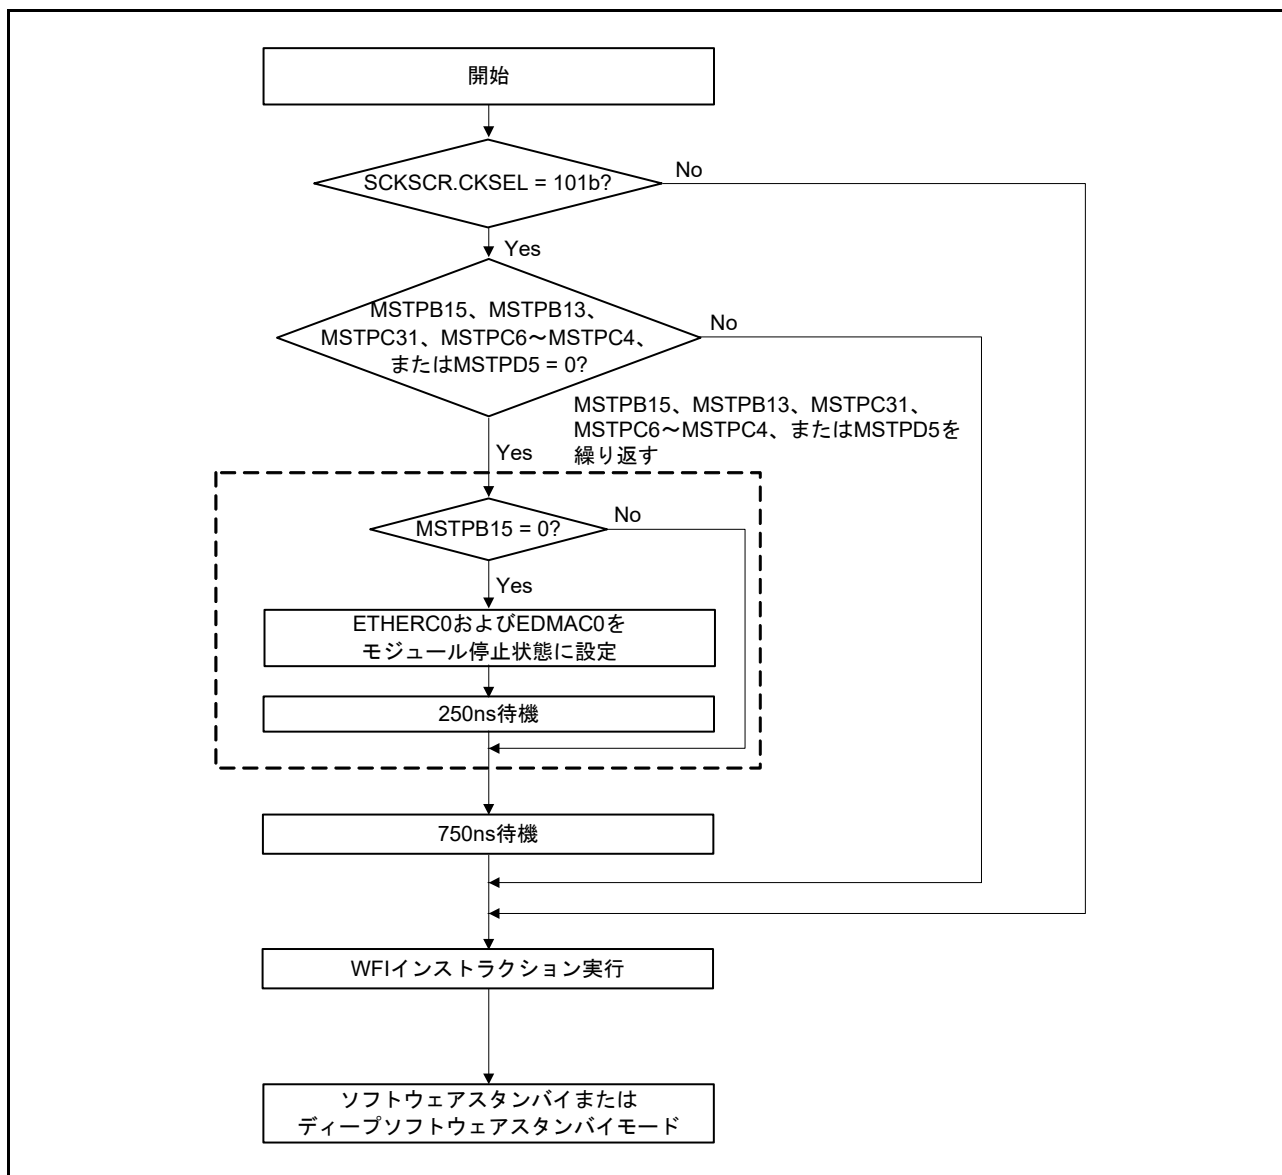 開始
SCKSCR.CKSEL = 101b?
No
Yes
MSTPB15、MSTPB13、
MSTPC31、MSTPC6～MSTPC4、
またはMSTPD5 = 0?
No
MSTPB15、MSTPB13、MSTPC31、
MSTPC6～MSTPC4、またはMSTPD5を
繰り返す
Yes
MSTPB15 = 0?
No
Yes
ETHERC0およびEDMAC0を
モジュール停止状態に設定
250ns待機
750ns待機
WFIインストラクション実行
ソフトウェアスタンバイまたは
ディープソフトウェアスタンバイモード